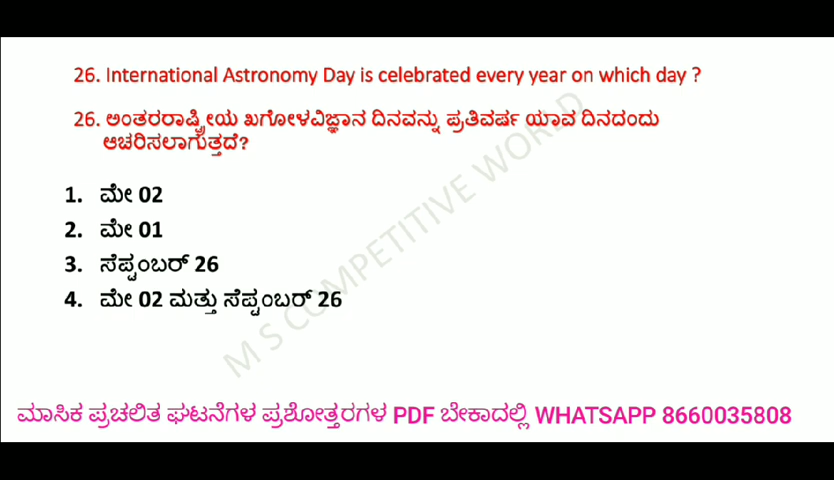 26. International Astronomy Day is celebrated every year on which day ?
26. ಅಂತರರಾಷ್ಟ್ರೀಯ ಖಗೋಳವಿಜ್ಞಾನ ದಿನವನ್ನು ಪ್ರತಿವರ್ಷ ಯಾವ ದಿನದಂದು
ಆಚರಿಸಲಾಗುತ್ತದೆ?
1. ಮೇ 02
2. ಮೇ 01
3. ಸೆಪ್ಟಂಬರ್ 26
4. ಮೇ 02 ಮತ್ತು ಸೆಪ್ಟಂಬರ್ 26
M S COMPETITIVE WORLD
ಮಾಸಿಕ ಪ್ರಚಲಿತ ಘಟನೆಗಳ ಪ್ರಶೋತ್ತರಗಳ PDF ಬೇಕಾದಲ್ಲಿ WHATSAPP 8660035808